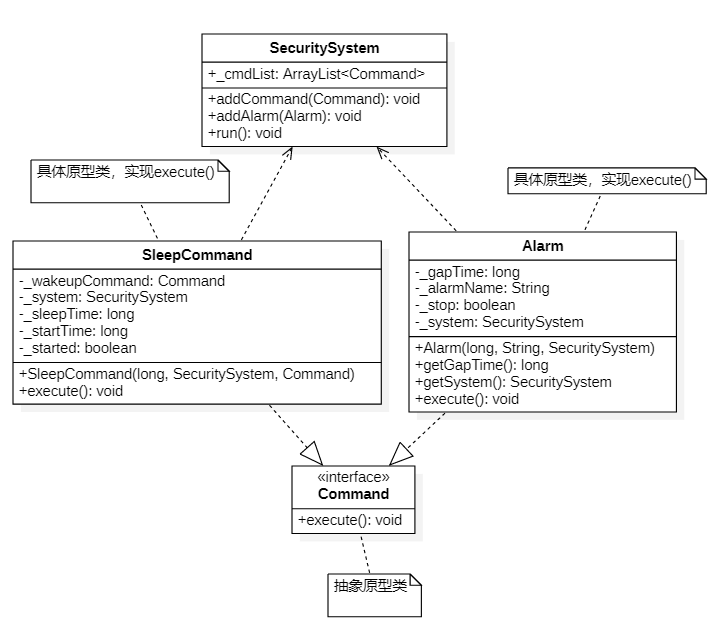 SecuritySystem
+_cmdList: ArrayList<Command>
+addCommand(Command): void
+addAlarm(Alarm): void
+run(): void
具体原型类，实现execute()
具体原型类，实现execute()
SleepCommand
-_wakeupCommand: Command
-_system: SecuritySystem
-_sleepTime: long
-_startTime: long
-_started: boolean
+SleepCommand(long, SecuritySystem, Command)
+execute(): void
Alarm
-_gapTime: long
-_alarmName: String
-_stop: boolean
-_system: SecuritySystem
+Alarm(long, String, SecuritySystem)
+getGapTime(): long
+getSystem(): SecuritySystem
+execute(): void
«interface»
Command
+execute(): void
抽象原型类